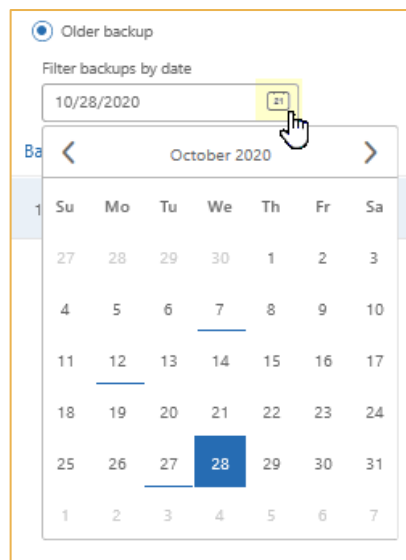 Older backup
Filter backups by date
10/28/2020
21
Ba
October 2020
1
Su Mo Tu We Th Fr Sa
27 28 29 30 1 2 3
4 5 6 7 8 9 10
11 12 13 14 15 16 17
18 19 20 21 22 23 24
25 26 27 28 29 30 31
1 2 3 4 5 6 7